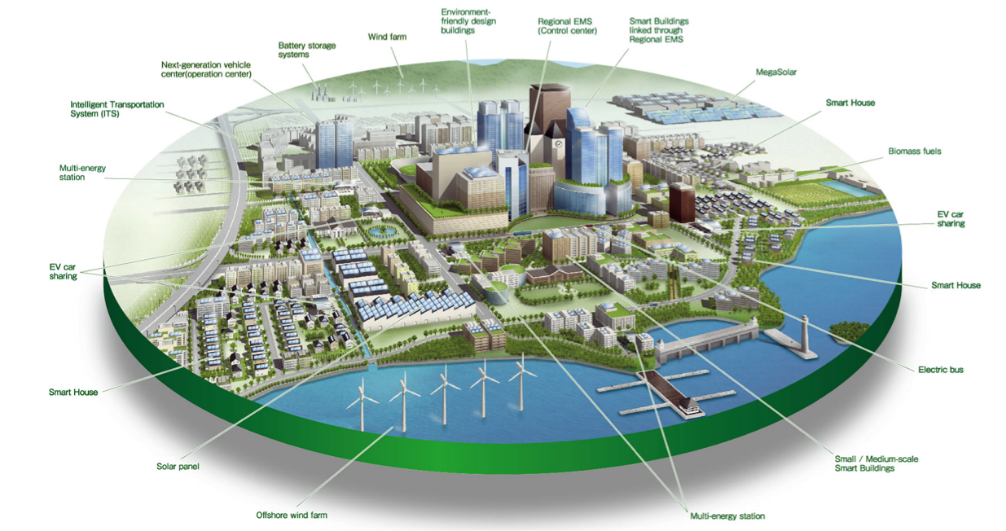 Environment-
friendly design
buildings
Regional EMS
(Control center)
Smart Buildings
linked through
Regional EMS
Wind farm
Battery storage
systems
Next-generation vehicle
center(operation center)
MegaSolar
Intelligent Transportation
System (ITS)
Smart House
Biomass fuels
Multi-energy
station
EV car
sharing
EV car
sharing
Smart House
Electric bus
Smart House
Solar panel
Small / Medium-scale
Smart Buildings
Offshore wind farm
Multi-energy station